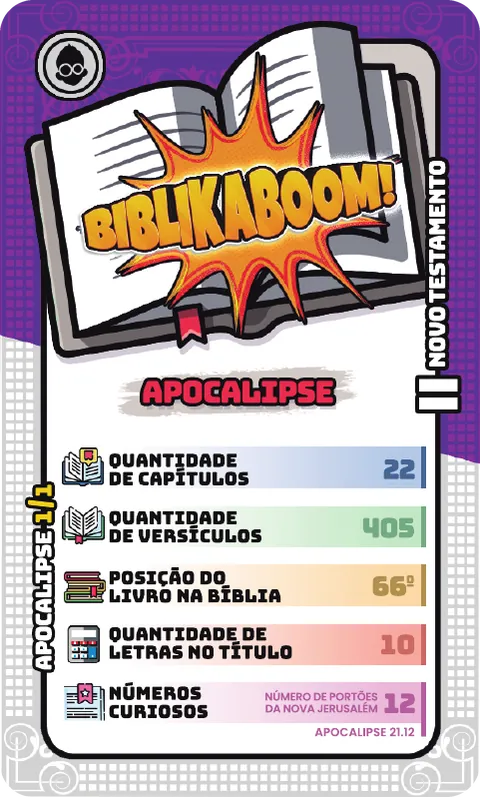 BIBLIKABOOM!
NOVO TESTAMENTO
II
APOCALIPSE
APOCALIPSE 1/1
QUANTIDADE
DE CAPÍTULOS
22
QUANTIDADE
DE VERSÍCULOS
405
POSIÇÃO DO
LIVRO NA BÍBLIA
66º
QUANTIDADE DE
LETRAS NO TÍTULO
10
NÚMEROS
CURIOSOS
NÚMERO DE PORTÕES
DA NOVA JERUSALÉM
12
APOCALIPSE 21.12